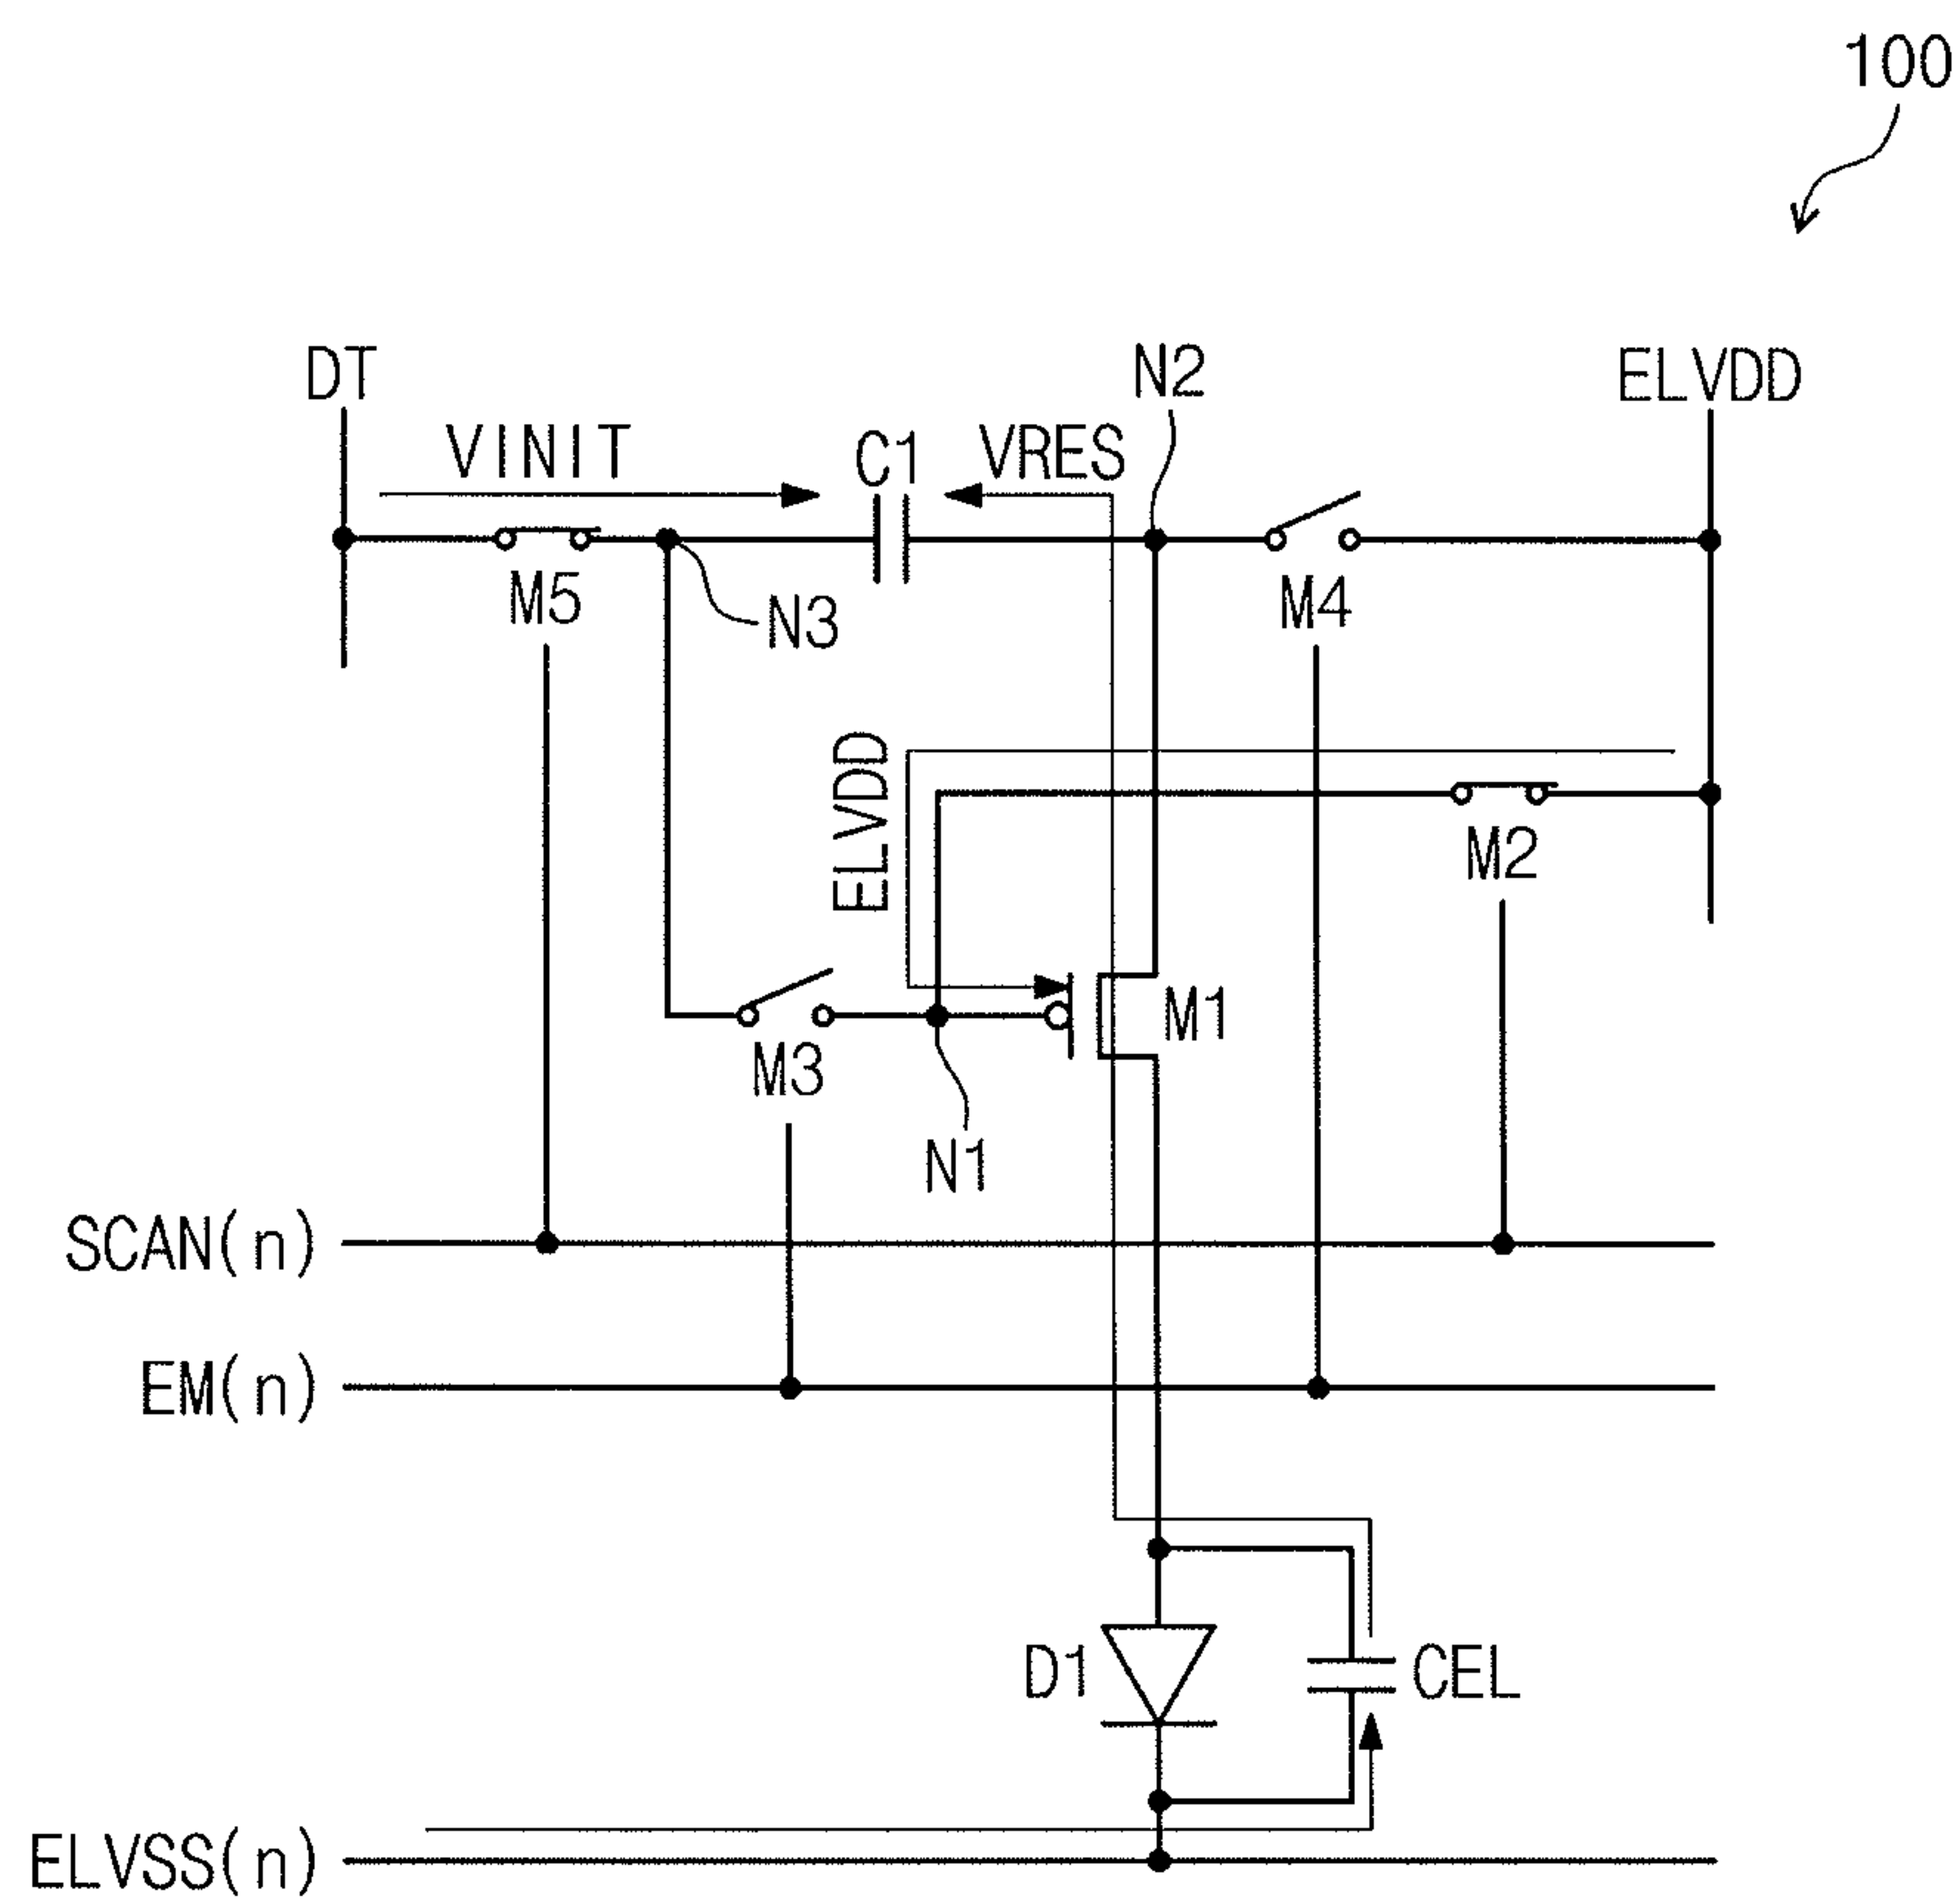 100
DT
N2
ELVDD
VINIT
C1
VRES
M5
N3
M4
ELVDD
M2
M1
M3
N1
SCAN(n)
EM(n)
D1
CEL
ELVSS(n)